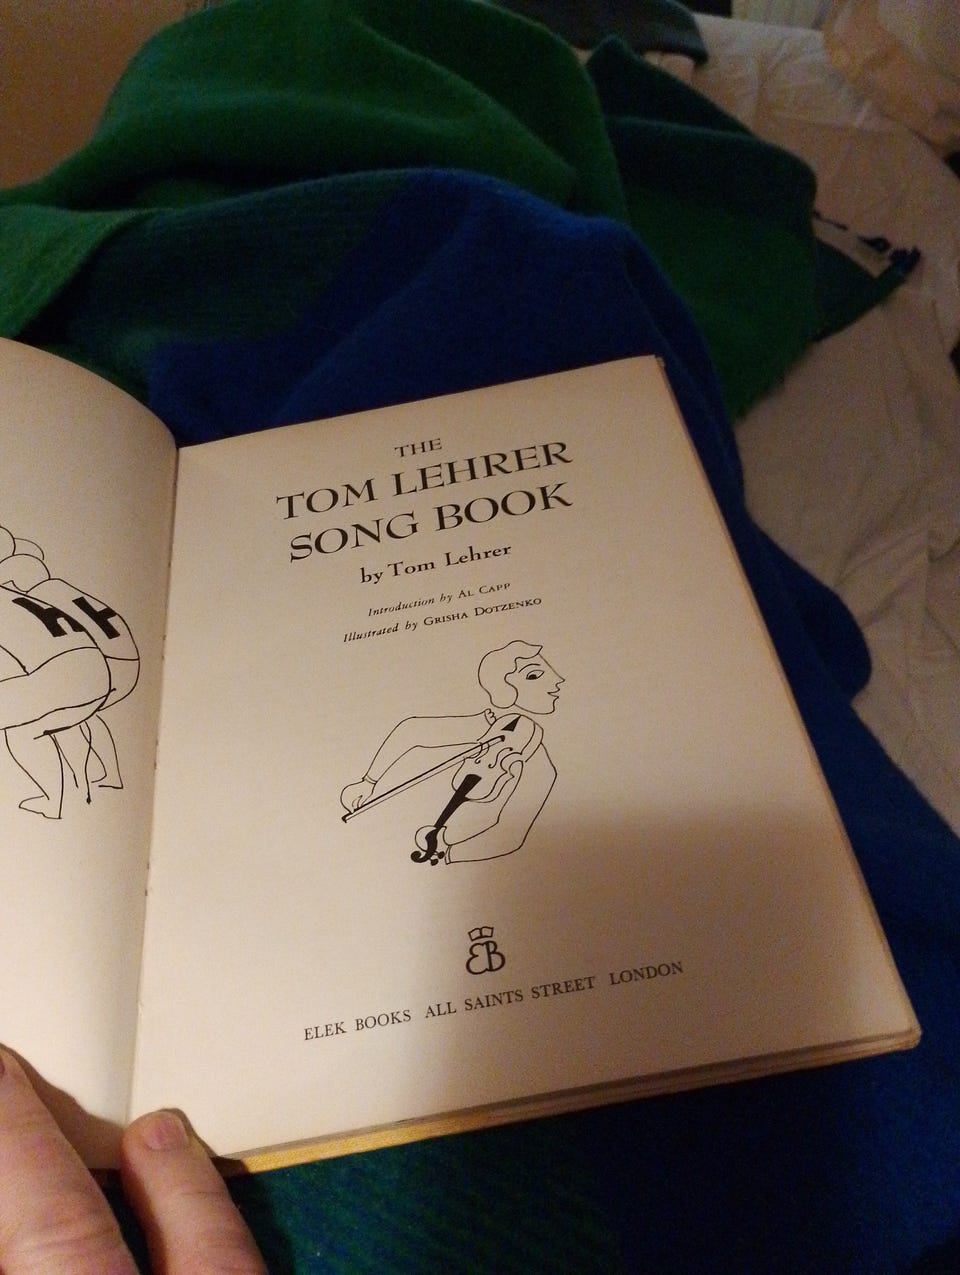 THE
TOM LEHRER
SONG BOOK
by Tom Lehrer
Introduction by AL CAPP
Illustrated by GRISHA DOTZENKO
EB
ELEK BOOKS ALL SAINTS STREET LONDON
H H